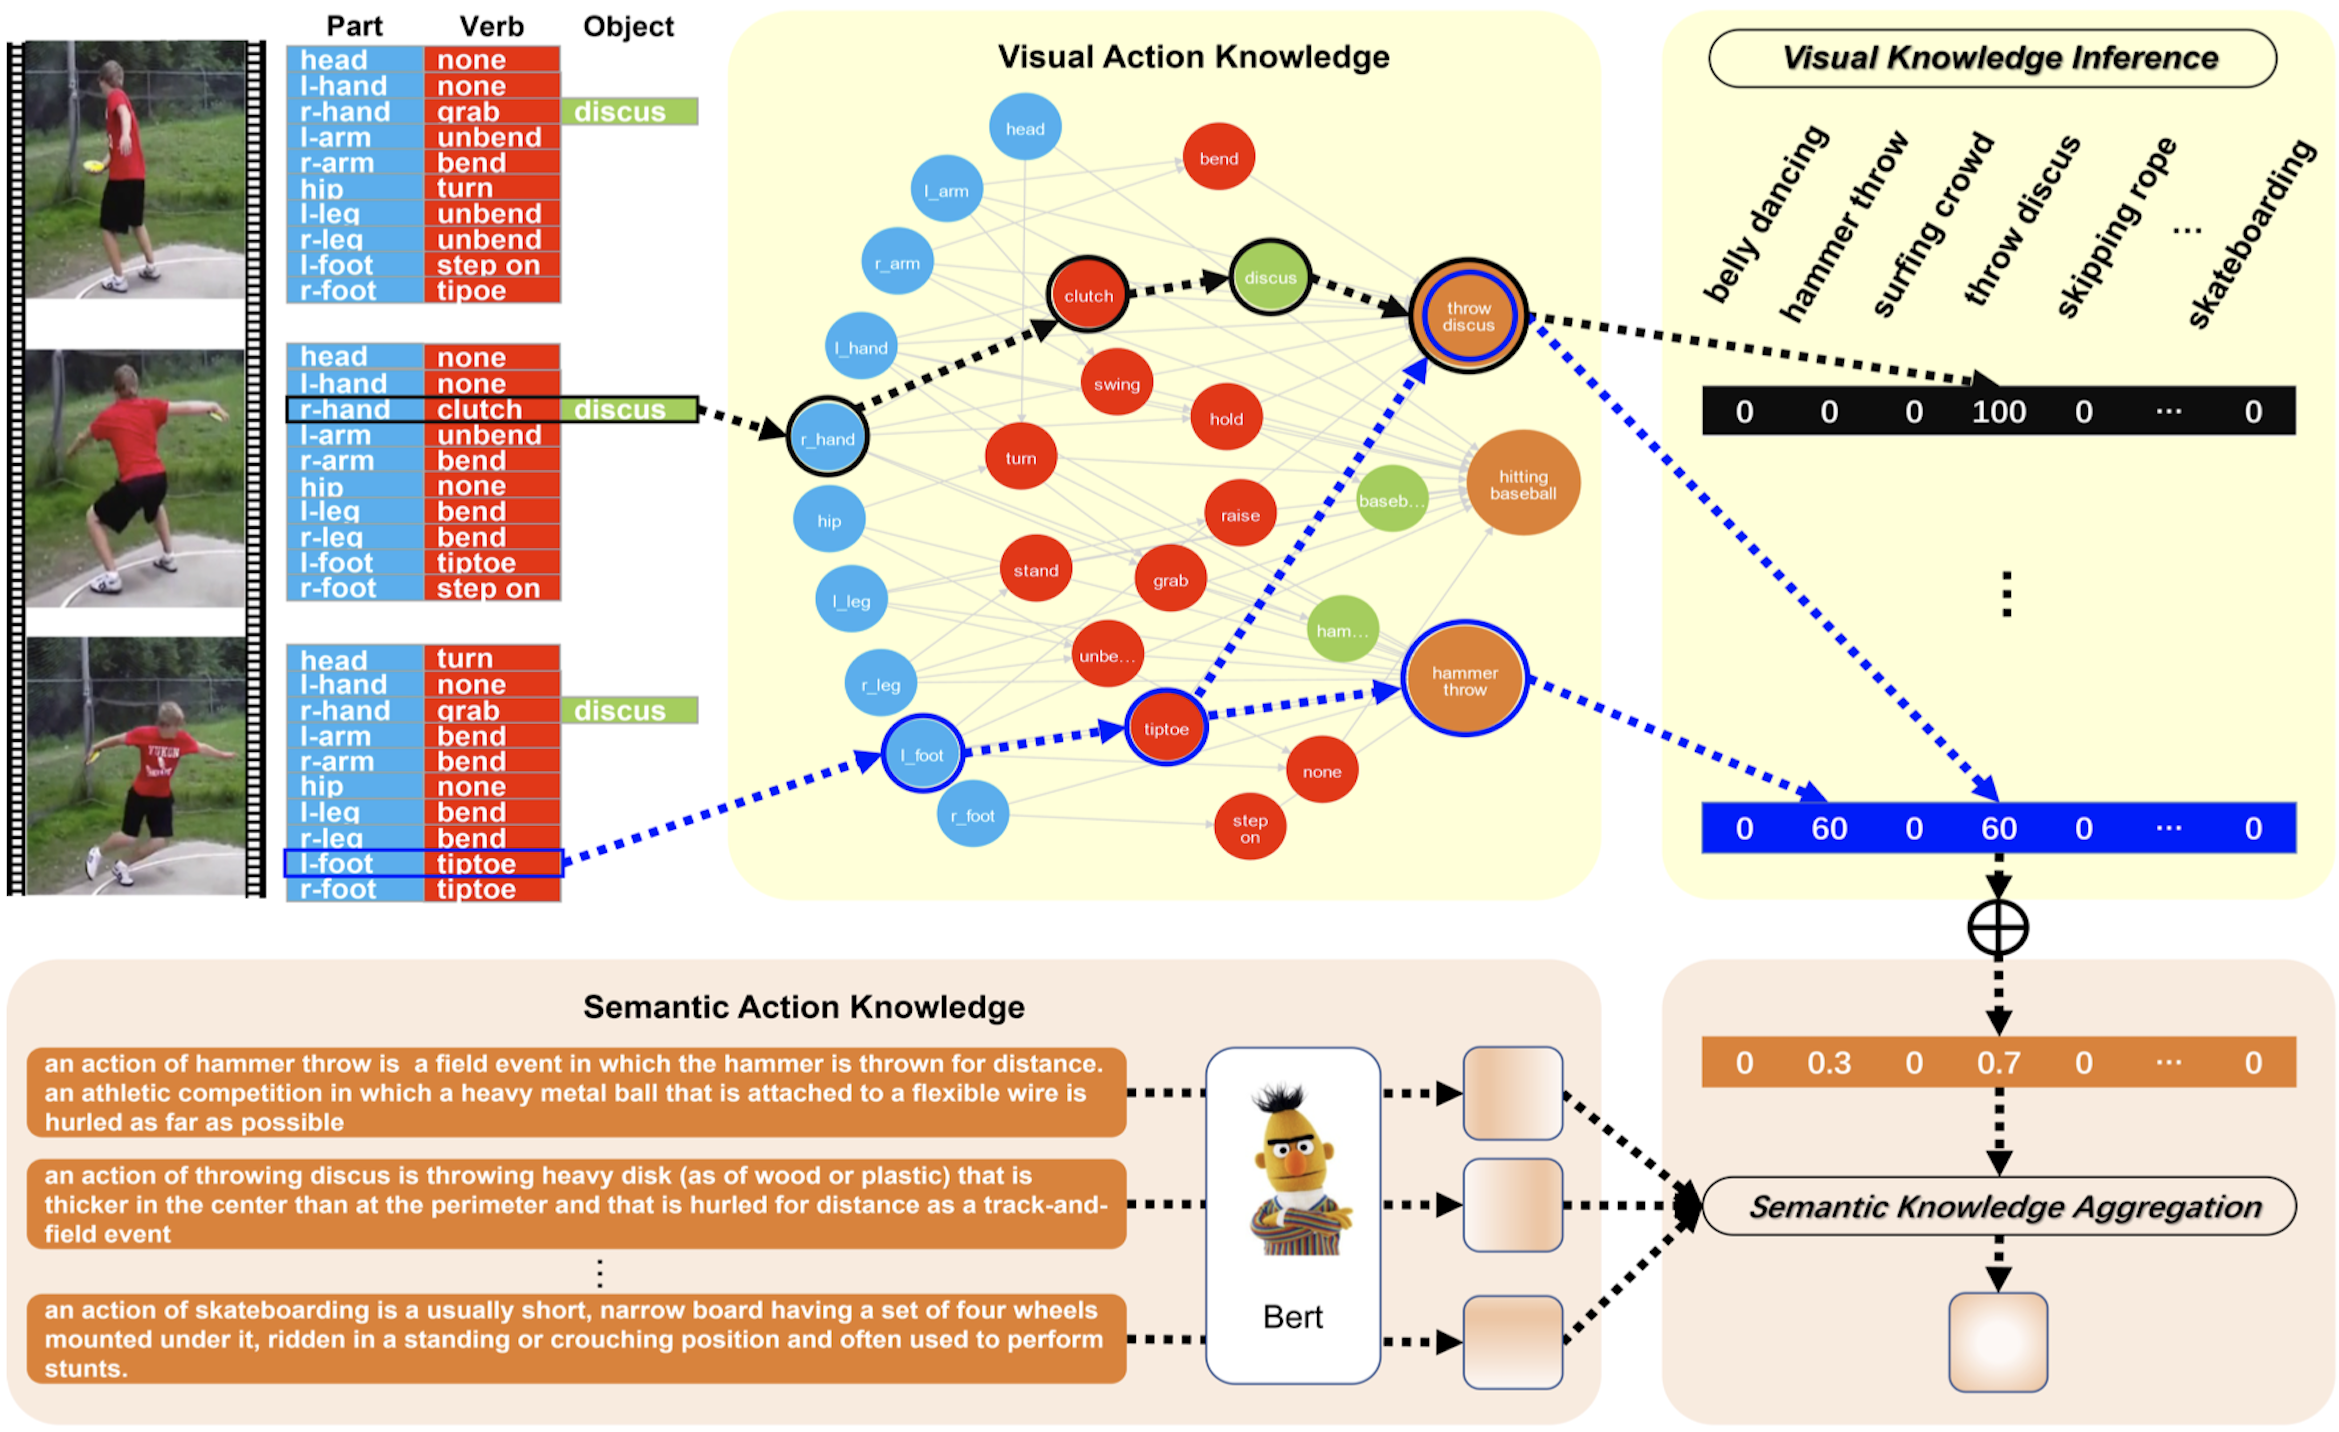 Part Verb Object
head none
l-hand none
r-hand grab discus
l-arm unbend
r-arm bend
hip turn
l-leg unbend
r-leg unbend
l-foot step on
r-foot tipoe
head none
l-hand none
r-hand clutch discus
l-arm unbend
r-arm bend
hip none
l-leg bend
r-leg bend
l-foot tiptoe
r-foot step on
head turn
l-hand none
r-hand grab discus
l-arm bend
r-arm bend
hip none
l-leg bend
r-leg bend
l-foot tiptoe
r-foot tiptoe
Visual Action Knowledge
head
bend
l_arm
r_arm
discus
clutch
throw
discus
l_hand
swing
hold
r_hand
turn
hitting
baseball
baseb...
raise
hip
stand
grab
l_leg
ham...
unbe...
hammer
throw
r_leg
tiptoe
l_foot
none
r_foot
step
on
Visual Knowledge Inference
belly dancing
hammer throw
surfing crowd
throw discus
skipping rope
...
skateboarding
0 0 0 100 0 ... 0
0 60 0 60 0 ... 0
Semantic Action Knowledge
an action of hammer throw is a field event in which the hammer is thrown for distance.
an athletic competition in which a heavy metal ball that is attached to a flexible wire is
hurled as far as possible
an action of throwing discus is throwing heavy disk (as of wood or plastic) that is
thicker in the center than at the perimeter and that is hurled for distance as a track-and-
field event
an action of skateboarding is a usually short, narrow board having a set of four wheels
mounted under it, ridden in a standing or crouching position and often used to perform
stunts.
Bert
0 0.3 0 0.7 0 ... 0
Semantic Knowledge Aggregation